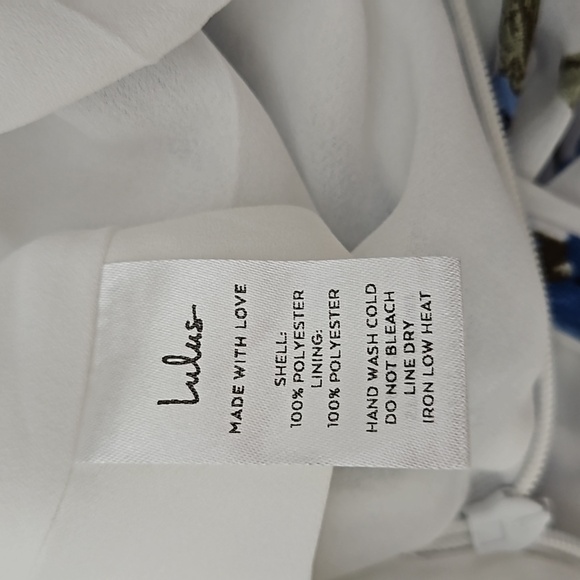 Lulus
MADE WITH LOVE
SHELL:
100% POLYESTER
LINING:
100% POLYESTER
HAND WASH COLD
DO NOT BLEACH
LINE DRY
IRON LOW HEAT